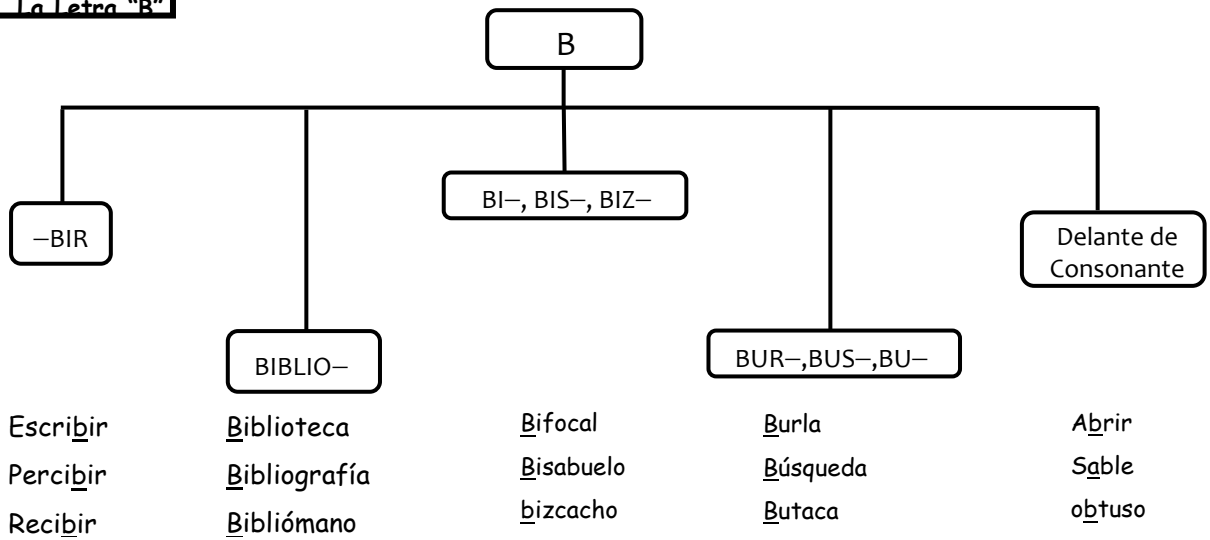 La Letra "B"
B
BI–, BIS–, BIZ–
–BIR
Delante de
Consonante
BIBLIO–
BUR–,BUS–,BU–
Escribir
Percibir
Recibir
Biblioteca
Bibliografía
Bibliómano
Bifocal
Bisabuelo
bizcacho
Burla
Búsqueda
Butaca
Abrir
Sable
obtuso